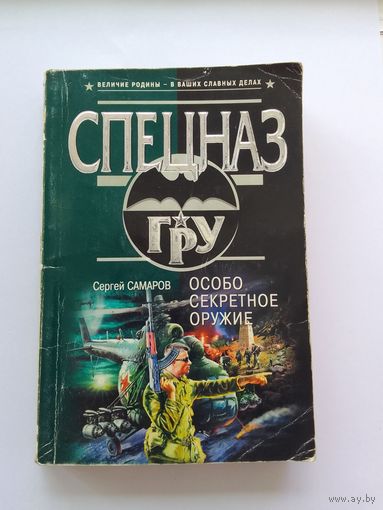 ★ ВЕЛИЧИЕ РОДИНЫ – В ВАШИХ СЛАВНЫХ ДЕЛАХ ★
СПЕЦНАЗ
ГРУ
Сергей САМАРОВ
ОСОБО
СЕКРЕТНОЕ
ОРУЖИЕ
© www.ay.by